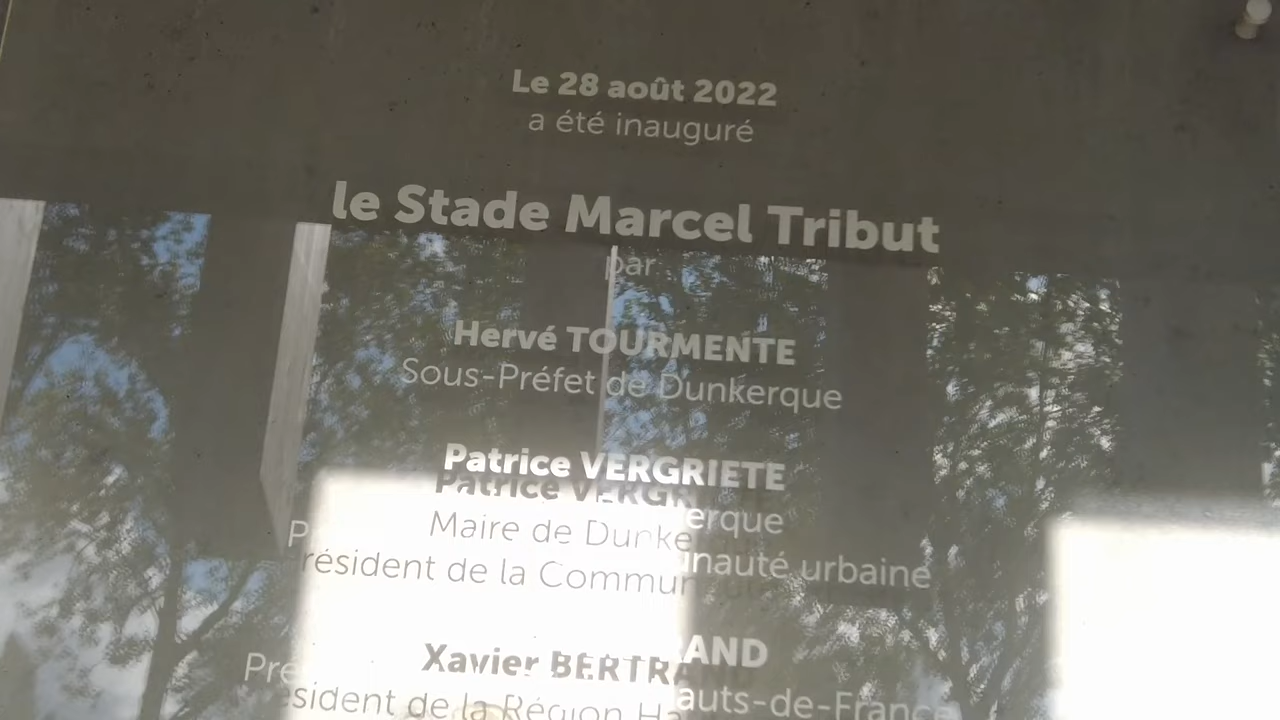 Le 28 août 2022
a été inauguré
le Stade Marcel Tribut
par
Hervé TOURMENTE
Sous-Préfet de Dunkerque
Patrice VERGRIETE
Maire de Dunkerque
Président de la Communauté urbaine
Xavier BERTRAND
Président de la Région Hauts-de-France